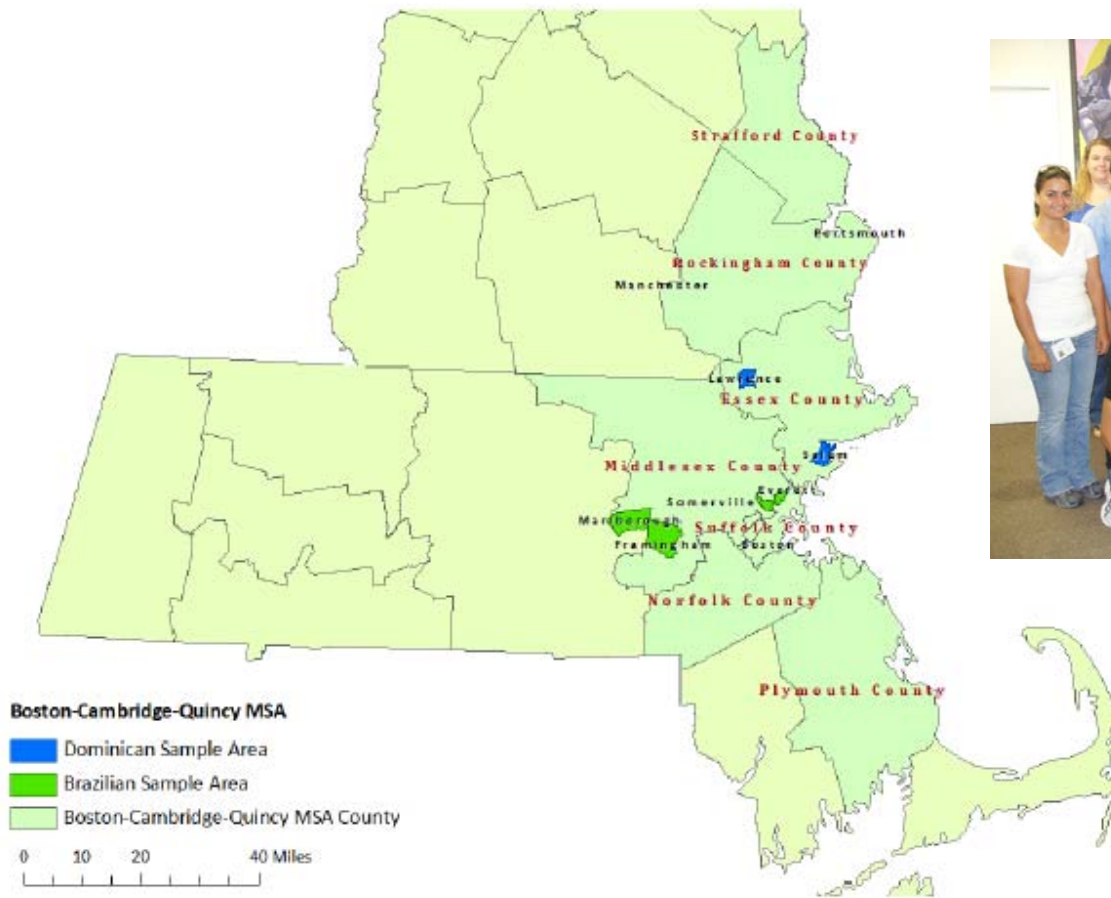 Strafford County
Portsmouth
Rockingham County
Manchester
Lawrence
Essex County
Salem
Middlesex County
Everett
Somerville
Marlborough
Suffolk County
Framingham
Boston
Norfolk County
Plymouth County
Boston-Cambridge-Quincy MSA
Dominican Sample Area
Brazilian Sample Area
Boston-Cambridge-Quincy MSA County
0 10 20 40 Miles